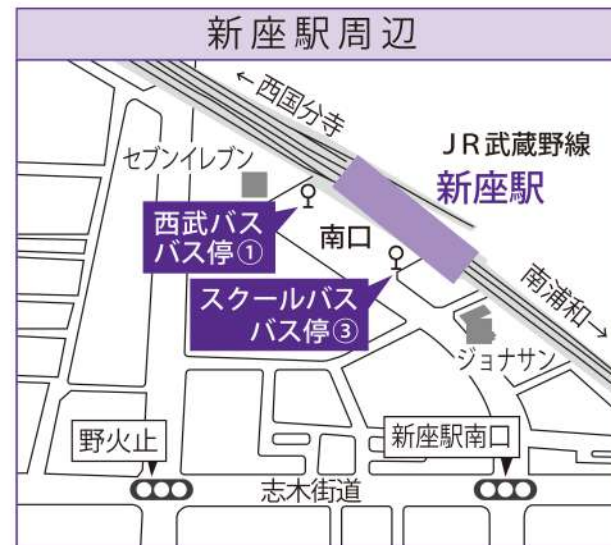 新座駅周辺
←西国分寺
セブンイレブン
JR武蔵野線
新座駅
西武バス
バス停①
南口
スクールバス
バス停③
南浦和→
ジョナサン
野火止
新座駅南口
志木街道